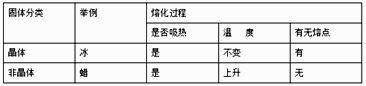 固体分类 举例 熔化过程
是否吸热 温 度 有无熔点
晶体 冰 是 不变 有
非晶体 蜡 是 上升 无